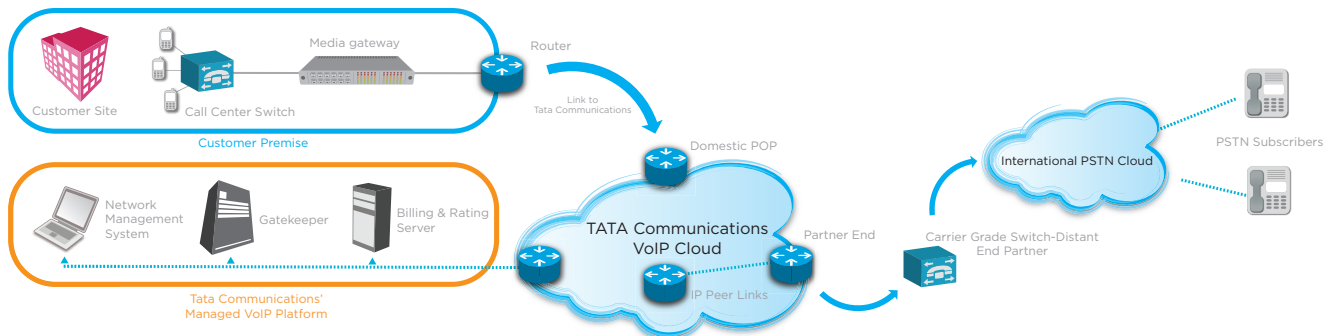 Media gateway
Router
Customer Site
Call Center Switch
Link to
Tata Communications
Customer Premise
Domestic POP
International PSTN Cloud
PSTN Subscribers
Network
Management
System
Gatekeeper
Billing & Rating
Server
TATA Communications
VoIP Cloud
Partner End
IP Peer Links
Carrier Grade Switch-Distant
End Partner
Tata Communications'
Managed VoIP Platform